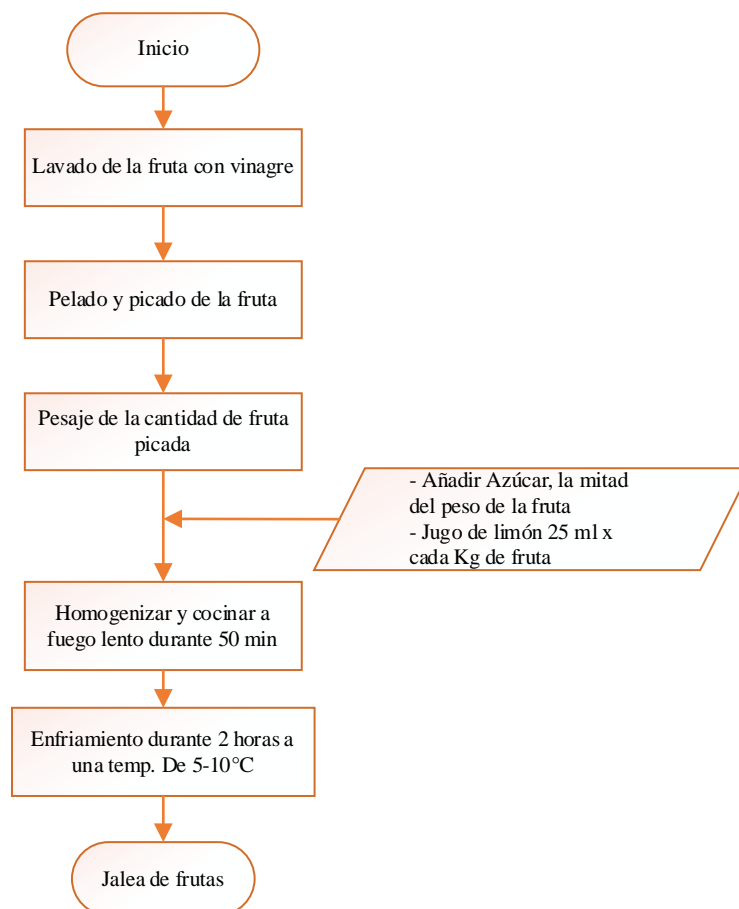 Inicio
Lavado de la fruta con vinagre
Pelado y picado de la fruta
Pesaje de la cantidad de fruta
picada
- Añadir Azúcar, la mitad
del peso de la fruta
- Jugo de limón 25 ml x
cada Kg de fruta
Homogenizar y cocinar a
fuego lento durante 50 min
Enfriamiento durante 2 horas a
una temp. De 5-10°C
Jalea de frutas